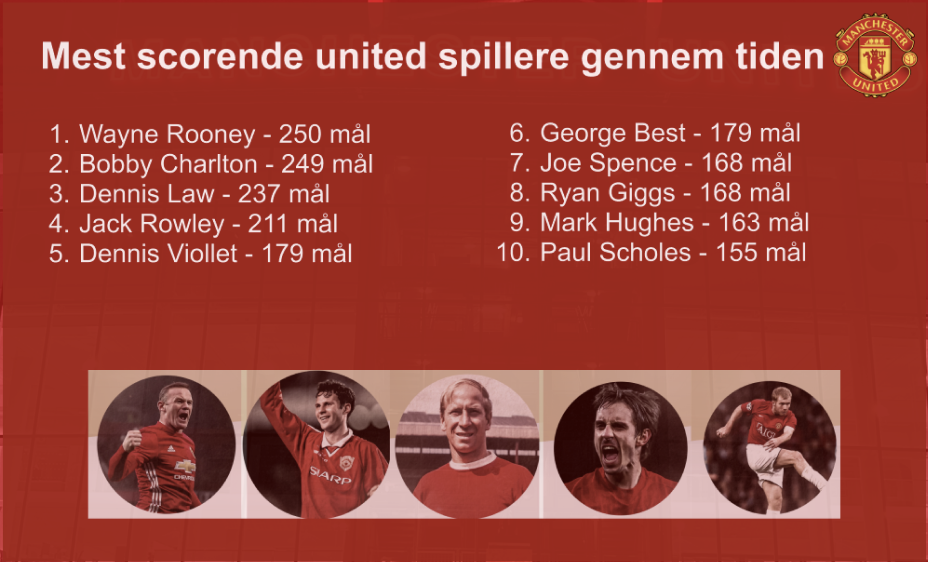 Mest scorende united spillere gennem tiden
MANCHESTER
UNITED
1. Wayne Rooney - 250 mål
2. Bobby Charlton - 249 mål
3. Dennis Law - 237 mål
4. Jack Rowley - 211 mål
5. Dennis Viollet - 179 mål
6. George Best - 179 mål
7. Joe Spence - 168 mål
8. Ryan Giggs - 168 mål
9. Mark Hughes - 163 mål
10. Paul Scholes - 155 mål
CHEVROLET
SHARP
AIG